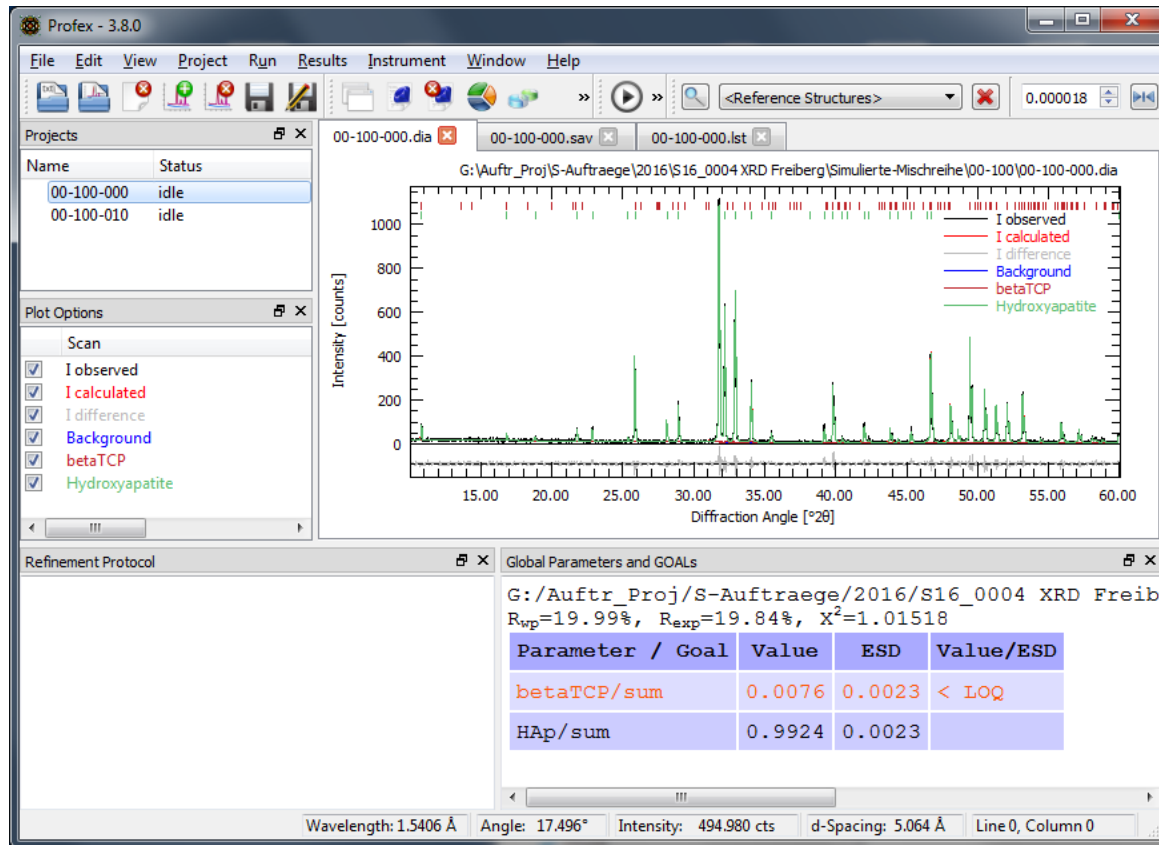 Profex - 3.8.0
File Edit View Project Run Results Instrument Window Help
» » <Reference Structures> 0.000018
Projects
Name Status
00-100-000 idle
00-100-010 idle
Plot Options
Scan
I observed
I calculated
I difference
Background
betaTCP
Hydroxyapatite
00-100-000.dia 00-100-000.sav 00-100-000.lst
G:\Auftr_Proj\S-Auftraege\2016\S16_0004 XRD Freiberg\Simulierte-Mischreihe\00-100\00-100-000.dia
Intensity [counts]
1000
800
600
400
200
0
I observed
I calculated
I difference
Background
betaTCP
Hydroxyapatite
15.00 20.00 25.00 30.00 35.00 40.00 45.00 50.00 55.00 60.00
Diffraction Angle [°2θ]
Refinement Protocol
Global Parameters and GOALs
G:/Auftr_Proj/S-Auftraege/2016/S16_0004 XRD Freib
Rwp=19.99%, Rexp=19.84%, X²=1.01518
Parameter / Goal Value ESD Value/ESD
betaTCP/sum 0.0076 0.0023 < LOQ
HAp/sum 0.9924 0.0023
Wavelength: 1.5406 Å Angle: 17.496° Intensity: 494.980 cts d-Spacing: 5.064 Å Line 0, Column 0